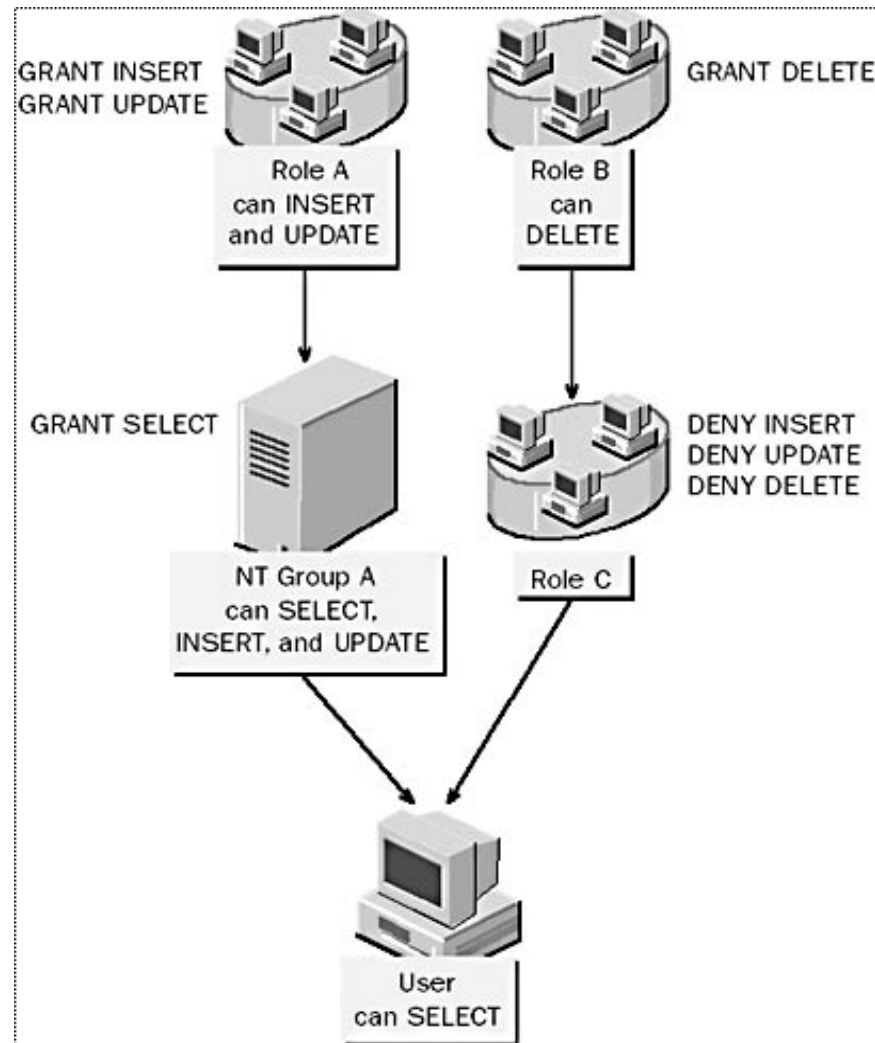 GRANT INSERT
GRANT UPDATE
Role A
can INSERT
and UPDATE
GRANT DELETE
Role B
can
DELETE
GRANT SELECT
NT Group A
can SELECT,
INSERT, and UPDATE
DENY INSERT
DENY UPDATE
DENY DELETE
Role C
User
can SELECT